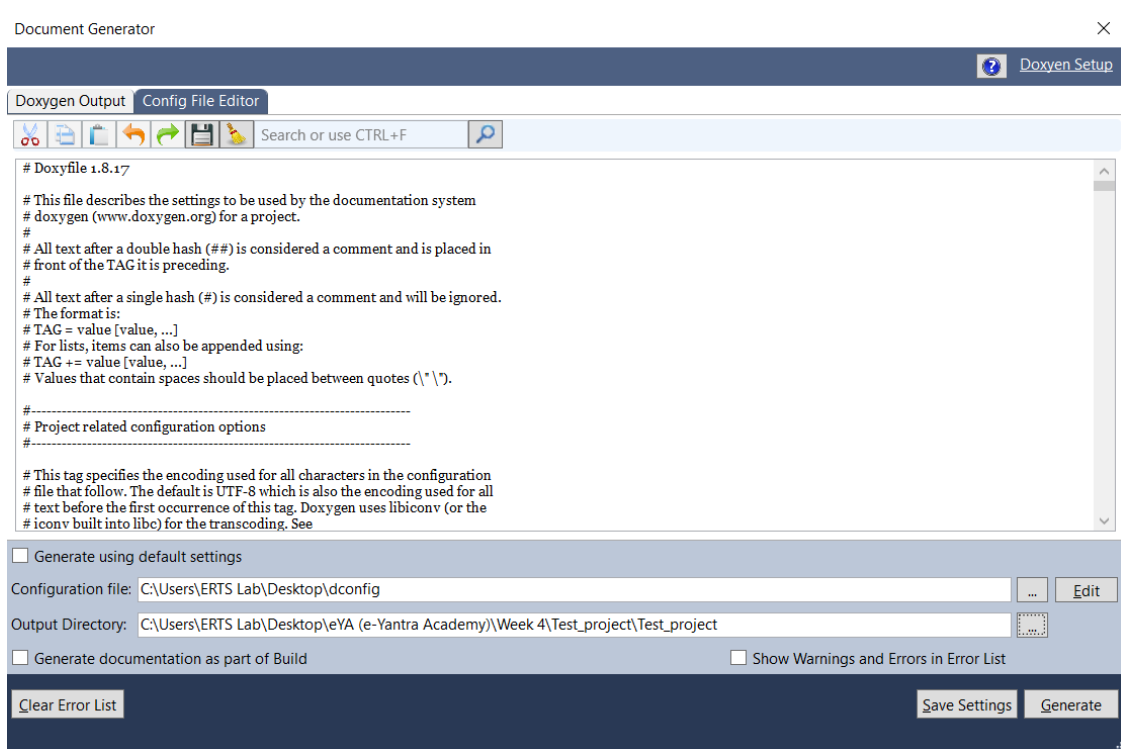 Document Generator
Doxyen Setup
Doxygen Output Config File Editor
Search or use CTRL+F
# Doxyfile 1.8.17
# This file describes the settings to be used by the documentation system
# doxygen (www.doxygen.org) for a project.
#
# All text after a double hash (##) is considered a comment and is placed in
# front of the TAG it is preceding.
#
# All text after a single hash (#) is considered a comment and will be ignored.
# The format is:
# TAG = value [value, ...]
# For lists, items can also be appended using:
# TAG += value [value, ...]
# Values that contain spaces should be placed between quotes (\" \").
#---------------------------------------------------------------------------
# Project related configuration options
#---------------------------------------------------------------------------
# This tag specifies the encoding used for all characters in the configuration
# file that follow. The default is UTF-8 which is also the encoding used for all
# text before the first occurrence of this tag. Doxygen uses libiconv (or the
# iconv built into libc) for the transcoding. See
Generate using default settings
Configuration file: C:\Users\ERTS Lab\Desktop\dconfig ... Edit
Output Directory: C:\Users\ERTS Lab\Desktop\eYA (e-Yantra Academy)\Week 4\Test_project\Test_project ...
Generate documentation as part of Build Show Warnings and Errors in Error List
Clear Error List Save Settings Generate